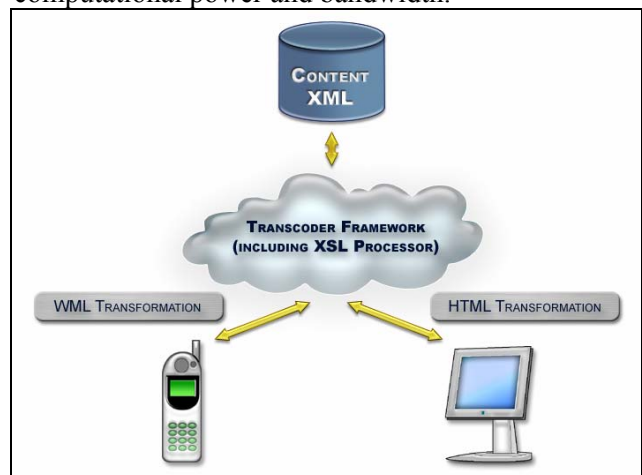 computational power and bandwidth.
CONTENT
XML
TRANSCODER FRAMEWORK
(INCLUDING XSL PROCESSOR)
WML TRANSFORMATION
HTML TRANSFORMATION